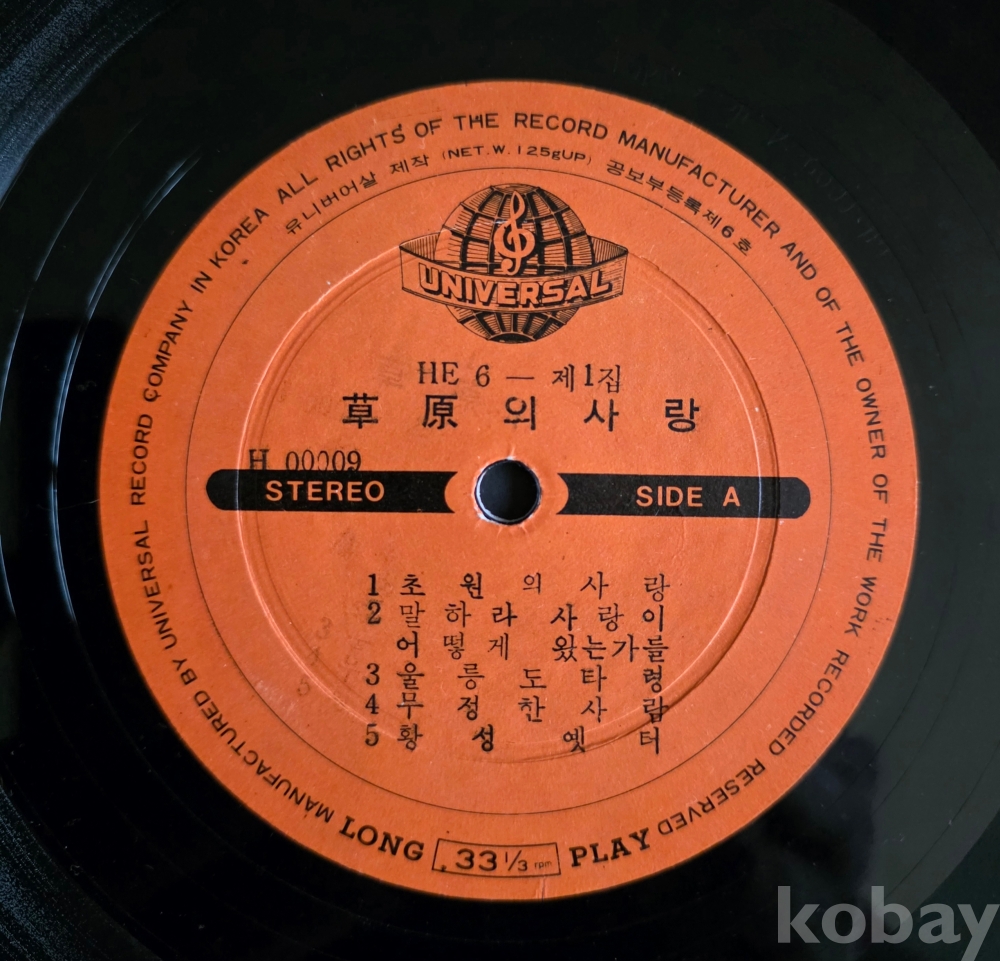 MANUFACTURED BY UNIVERSAL RECORD COMPANY IN KOREA ALL RIGHTS OF THE RECORD MANUFACTURER AND OF THE OWNER OF THE WORK RECORDED RESERVED
유니버어살 제작 (NET.W. 125gUP) 공보부등록제6호
UNIVERSAL
HE 6 — 제1집
草原의사랑
H 00009
STEREO SIDE A
1 초원의사랑
2 말하라 사랑이
어떻게 왔는가를
3 울릉도타령
4 무정한사람
5 황성옛터
LONG 33 1/3 rpm PLAY
kobay